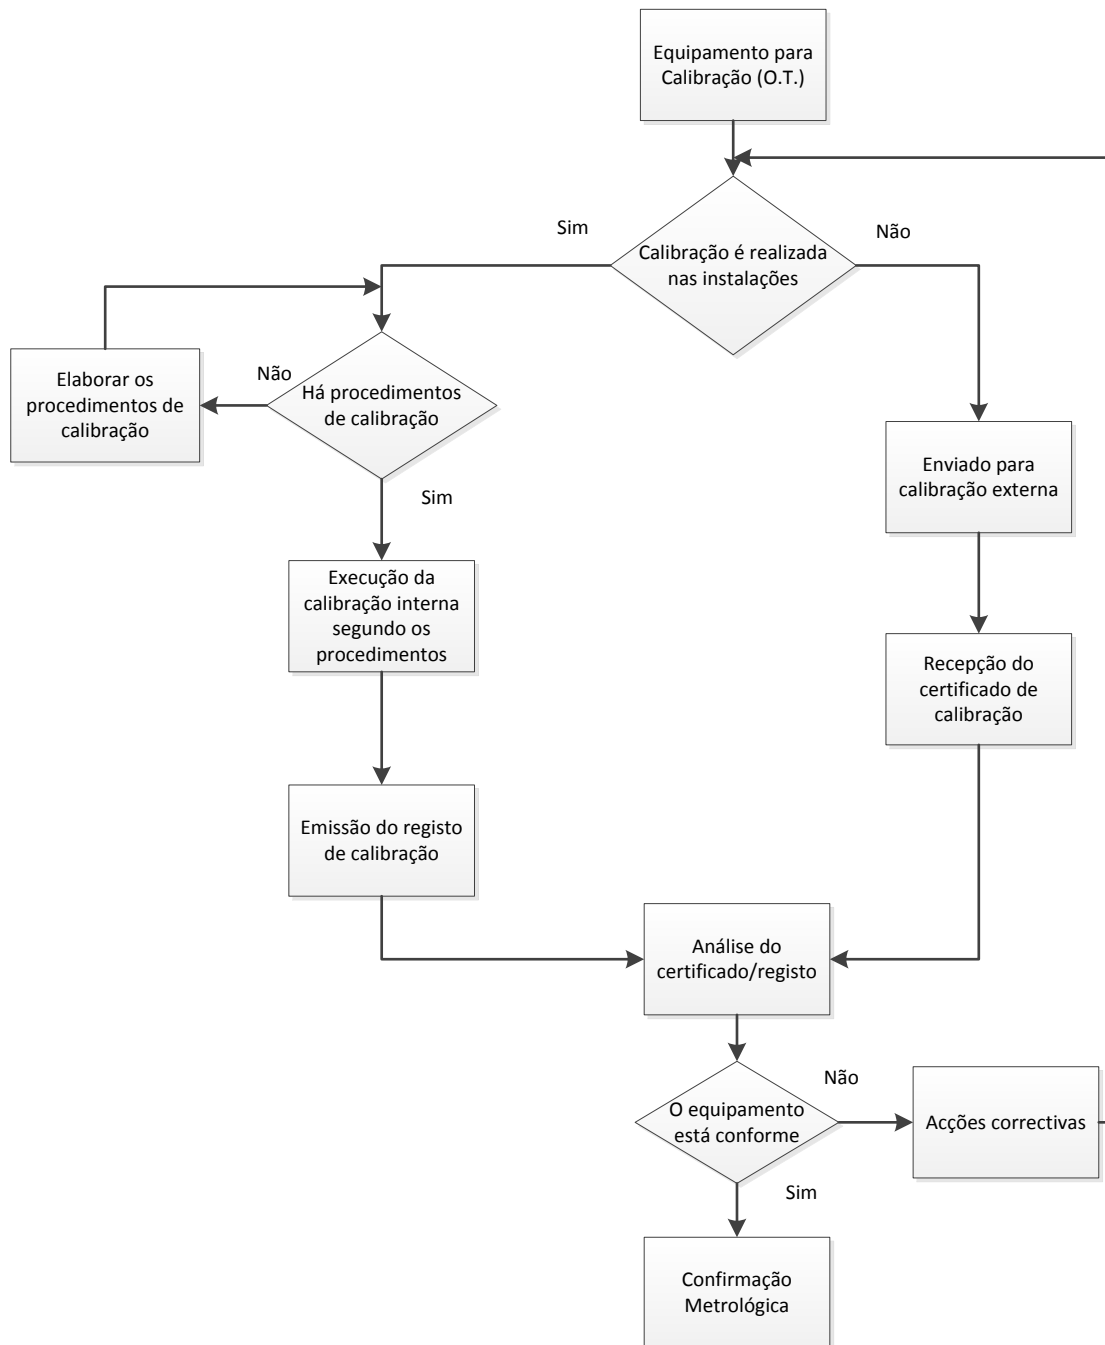 Equipamento para
Calibração (O.T.)
Sim
Não
Calibração é realizada
nas instalações
Elaborar os
procedimentos de
calibração
Não
Há procedimentos
de calibração
Sim
Enviado para
calibração externa
Execução da
calibração interna
segundo os
procedimentos
Recepção do
certificado de
calibração
Emissão do registo
de calibração
Análise do
certificado/registo
Não
O equipamento
está conforme
Acções correctivas
Sim
Confirmação
Metrológica